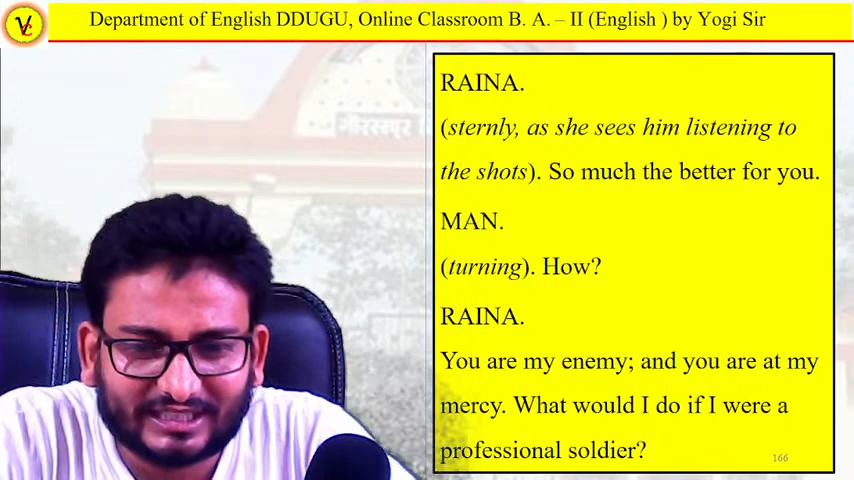 Department of English DDUGU, Online Classroom B. A. – II (English ) by Yogi Sir
RAINA.
(sternly, as she sees him listening to
the shots). So much the better for you.
MAN.
(turning). How?
RAINA.
You are my enemy; and you are at my
mercy. What would I do if I were a
professional soldier?
166